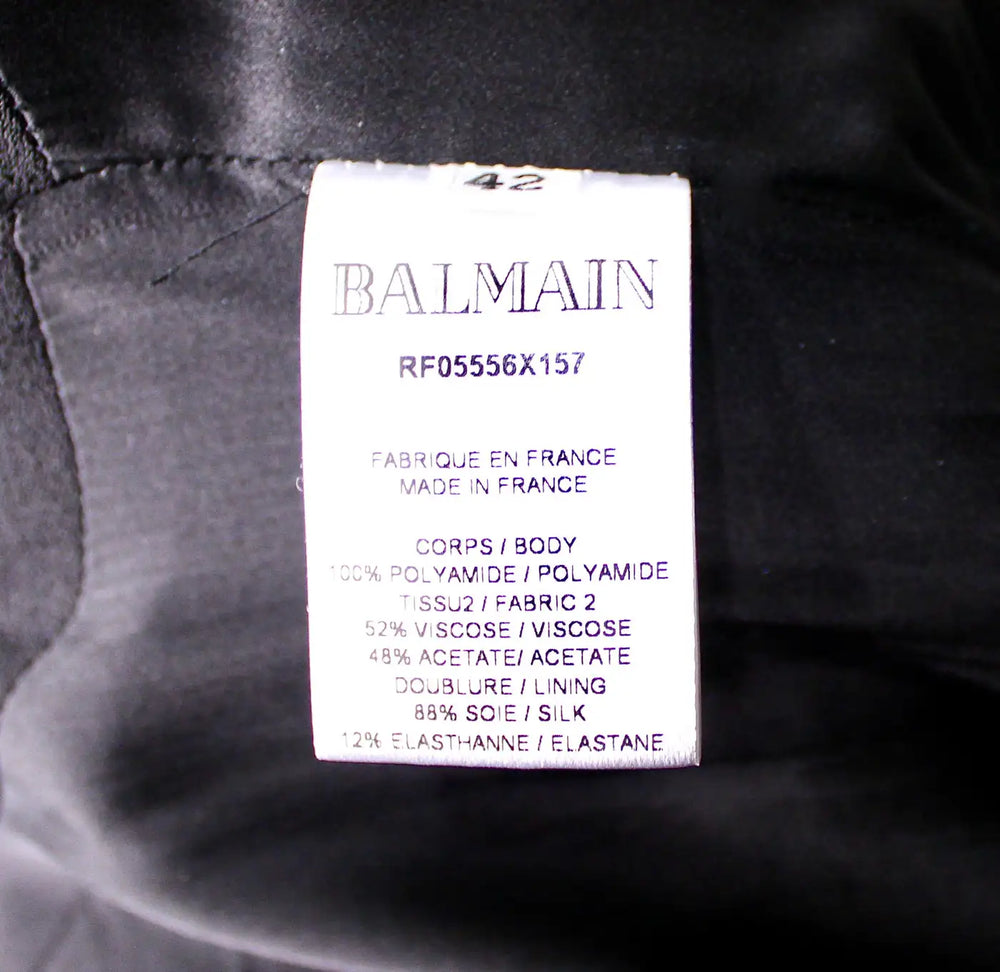 42
BALMAIN
RF05556X157
FABRIQUE EN FRANCE
MADE IN FRANCE
CORPS / BODY
100% POLYAMIDE / POLYAMIDE
TISSU2 / FABRIC 2
52% VISCOSE / VISCOSE
48% ACETATE/ ACETATE
DOUBLURE / LINING
88% SOIE / SILK
12% ELASTHANNE / ELASTANE